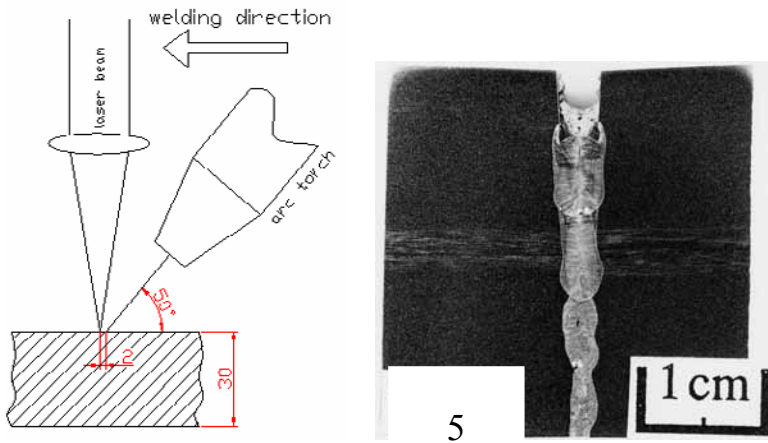 welding direction
laser beam
arc torch
50°
2
30
5
1 cm